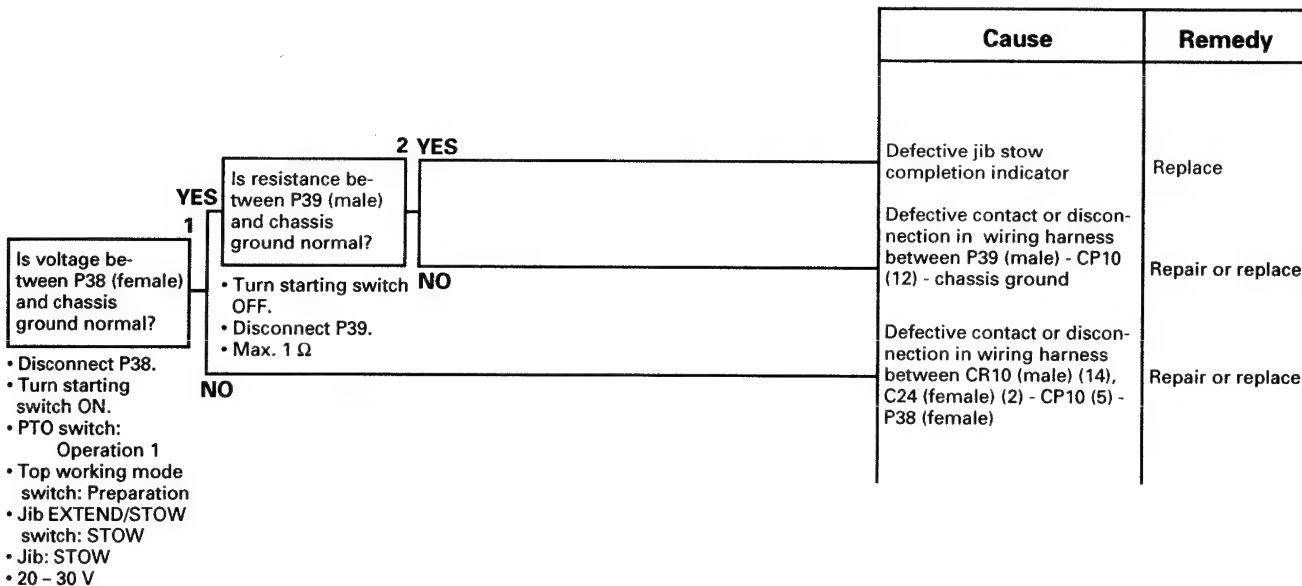 Cause
Remedy
2 YES
Is resistance be-
tween P39 (male)
and chassis
ground normal?
YES
1
Is voltage be-
tween P38 (female)
and chassis
ground normal?
• Turn starting switch
OFF.
• Disconnect P39.
• Max. 1 Ω
NO
• Disconnect P38.
• Turn starting
switch ON.
• PTO switch:
Operation 1
• Top working mode
switch: Preparation
• Jib EXTEND/STOW
switch: STOW
• Jib: STOW
• 20 – 30 V
NO
Defective jib stow
completion indicator
Replace
Defective contact or discon-
nection in wiring harness
between P39 (male) - CP10
(12) - chassis ground
Repair or replace
Defective contact or discon-
nection in wiring harness
between CR10 (male) (14),
C24 (female) (2) - CP10 (5) -
P38 (female)
Repair or replace